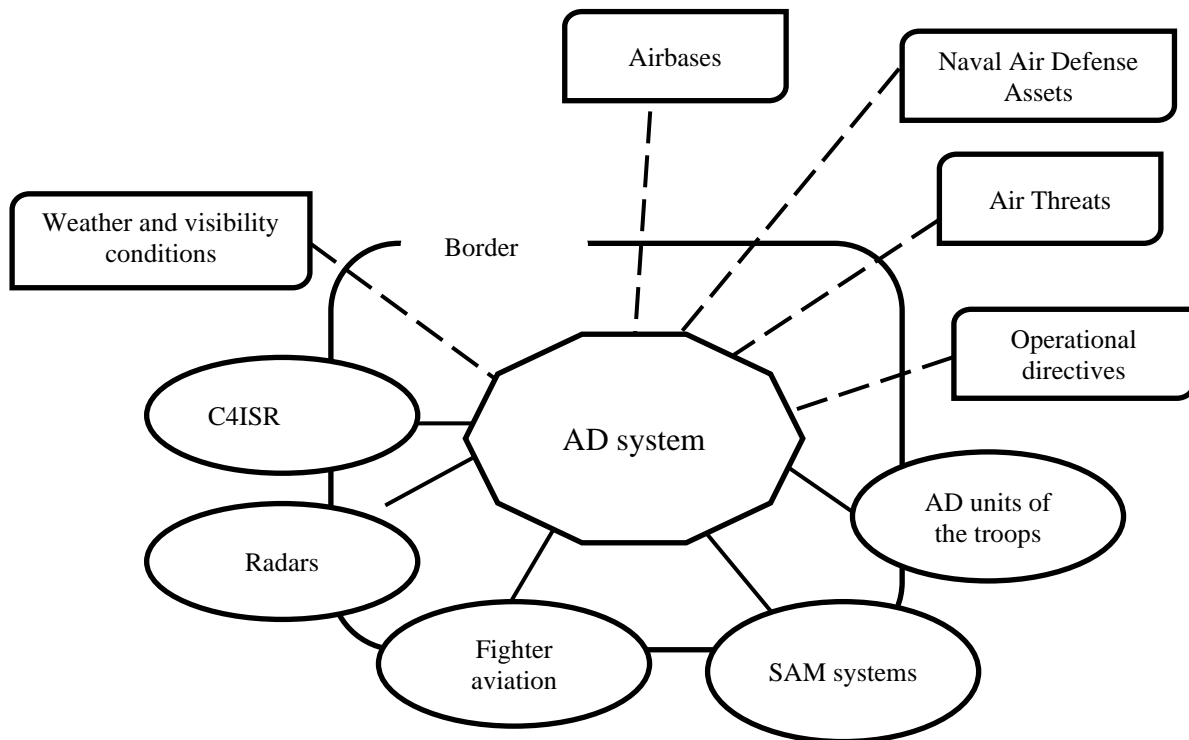 Airbases
Naval Air Defense
Assets
Air Threats
Weather and visibility
conditions
Border
Operational
directives
C4ISR
AD system
AD units of
the troops
Radars
Fighter
aviation
SAM systems